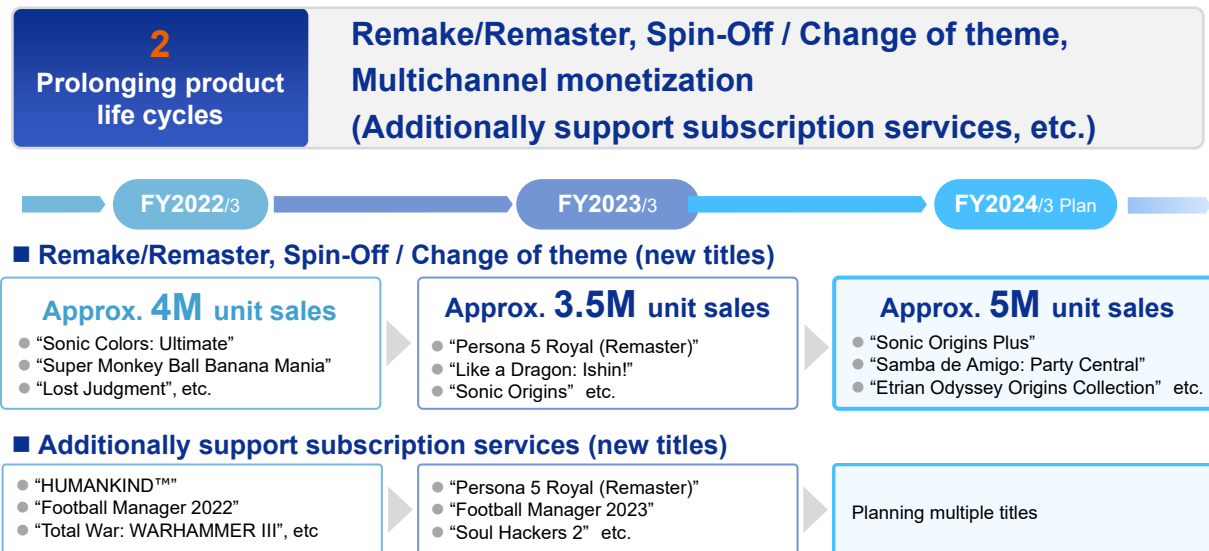 2
Prolonging product
life cycles
Remake/Remaster, Spin-Off / Change of theme,
Multichannel monetization
(Additionally support subscription services, etc.)
FY2022/3
FY2023/3
FY2024/3 Plan
■ Remake/Remaster, Spin-Off / Change of theme (new titles)
Approx. 4M unit sales
● “Sonic Colors: Ultimate”
● “Super Monkey Ball Banana Mania”
● “Lost Judgment”, etc.
Approx. 3.5M unit sales
● “Persona 5 Royal (Remaster)”
● “Like a Dragon: Ishin!”
● “Sonic Origins” etc.
Approx. 5M unit sales
● “Sonic Origins Plus”
● “Samba de Amigo: Party Central”
● “Etrian Odyssey Origins Collection” etc.
■ Additionally support subscription services (new titles)
● “HUMANKIND™”
● “Football Manager 2022”
● “Total War: WARHAMMER III”, etc
● “Persona 5 Royal (Remaster)”
● “Football Manager 2023”
● “Soul Hackers 2” etc.
Planning multiple titles